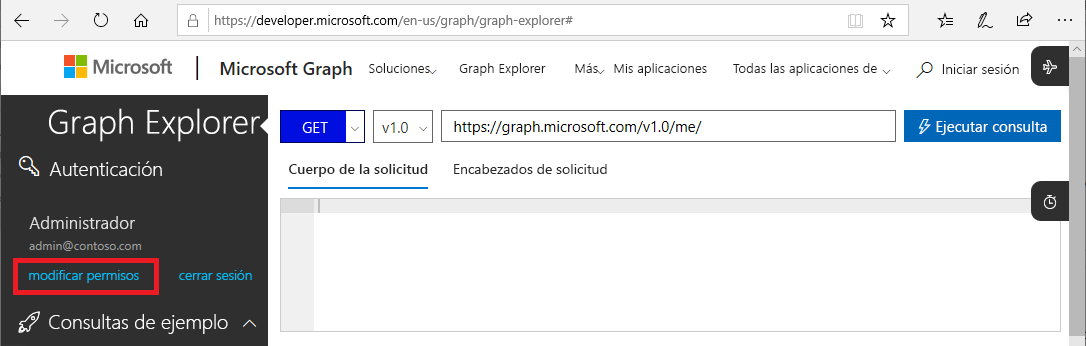 https://developer.microsoft.com/en-us/graph/graph-explorer#
Microsoft | Microsoft Graph Soluciones Graph Explorer Más Mis aplicaciones Todas las aplicaciones de Iniciar sesión
Graph Explorer
GET v1.0 https://graph.microsoft.com/v1.0/me/ Ejecutar consulta
Autenticación
Cuerpo de la solicitud Encabezados de solicitud
Administrador
admin@contoso.com
modificar permisos cerrar sesión
Consultas de ejemplo